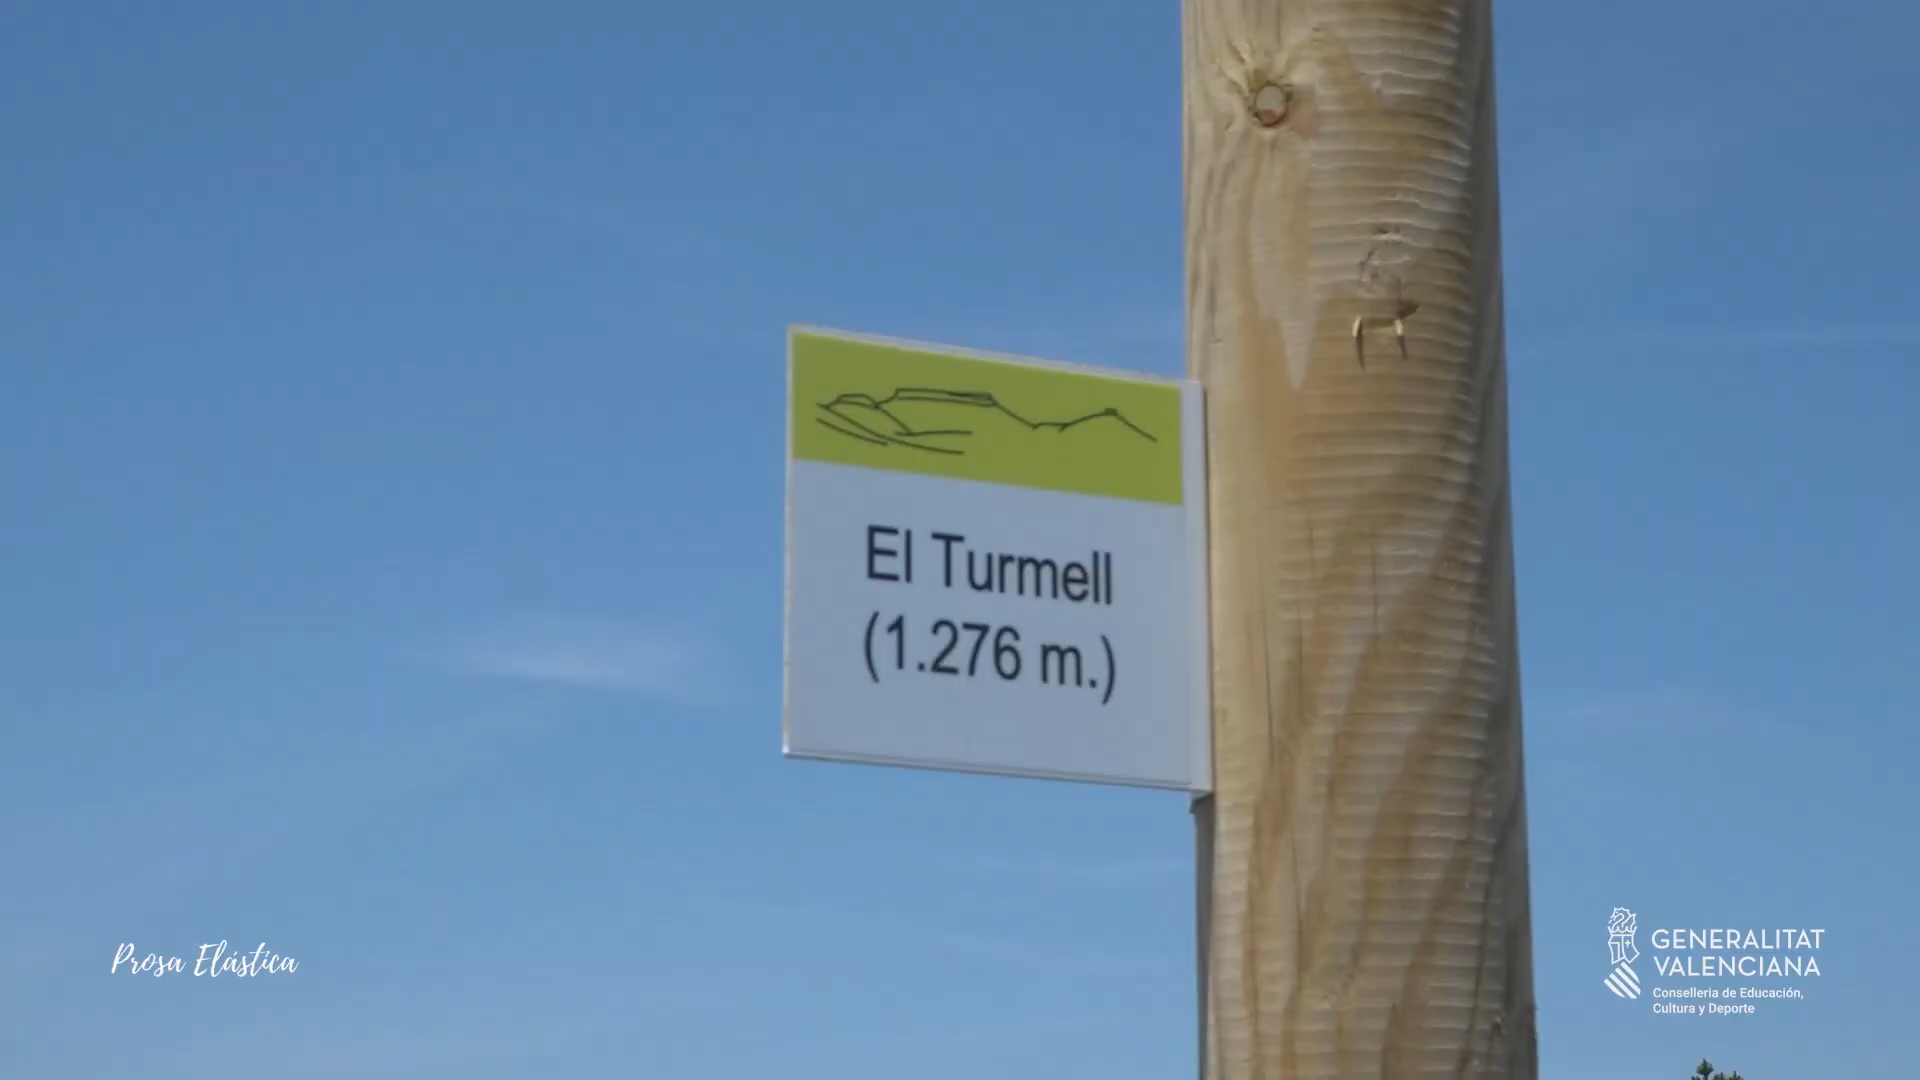 El Turmell
(1.276 m.)
Prosa Elástica
GENERALITAT
VALENCIANA
Conselleria de Educación,
Cultura y Deporte